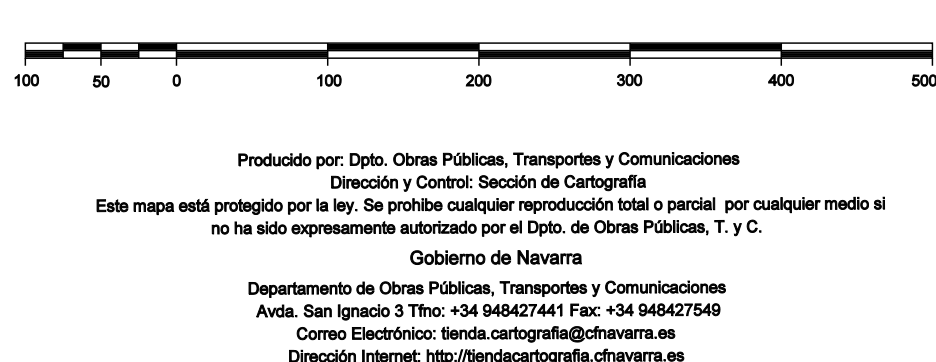 100 50 0 100 200 300 400 500
Producido por: Dpto. Obras Públicas, Transportes y Comunicaciones
Dirección y Control: Sección de Cartografía
Este mapa está protegido por la ley. Se prohibe cualquier reproducción total o parcial por cualquier medio si
no ha sido expresamente autorizado por el Dpto. de Obras Públicas, T. y C.
Gobierno de Navarra
Departamento de Obras Públicas, Transportes y Comunicaciones
Avda. San Ignacio 3 Tfno: +34 948427441 Fax: +34 948427549
Correo Electrónico: tienda.cartografia@cfnavarra.es
Dirección Internet: http://tiendacartografia.cfnavarra.es